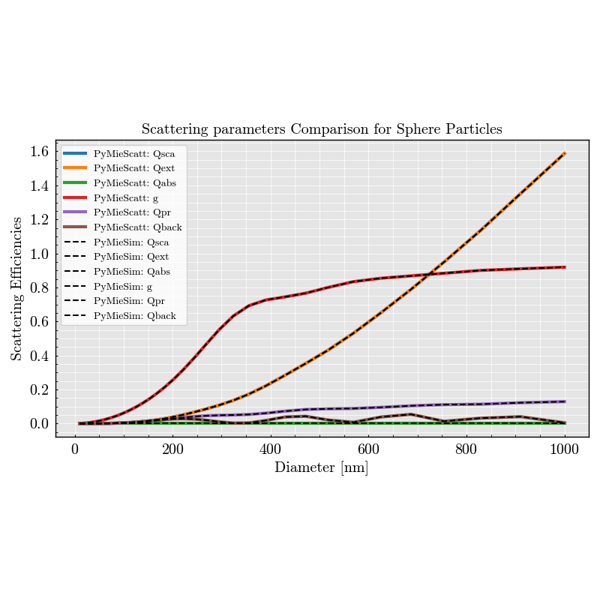 Scattering parameters Comparison for Sphere Particles
Scattering Efficiencies
1.6
1.4
1.2
1.0
0.8
0.6
0.4
0.2
0.0
PyMieScatt: Qsca
PyMieScatt: Qext
PyMieScatt: Qabs
PyMieScatt: g
PyMieScatt: Qpr
PyMieScatt: Qback
PyMieSim: Qsca
PyMieSim: Qext
PyMieSim: Qabs
PyMieSim: g
PyMieSim: Qpr
PyMieSim: Qback
0 200 400 600 800 1000
Diameter [nm]